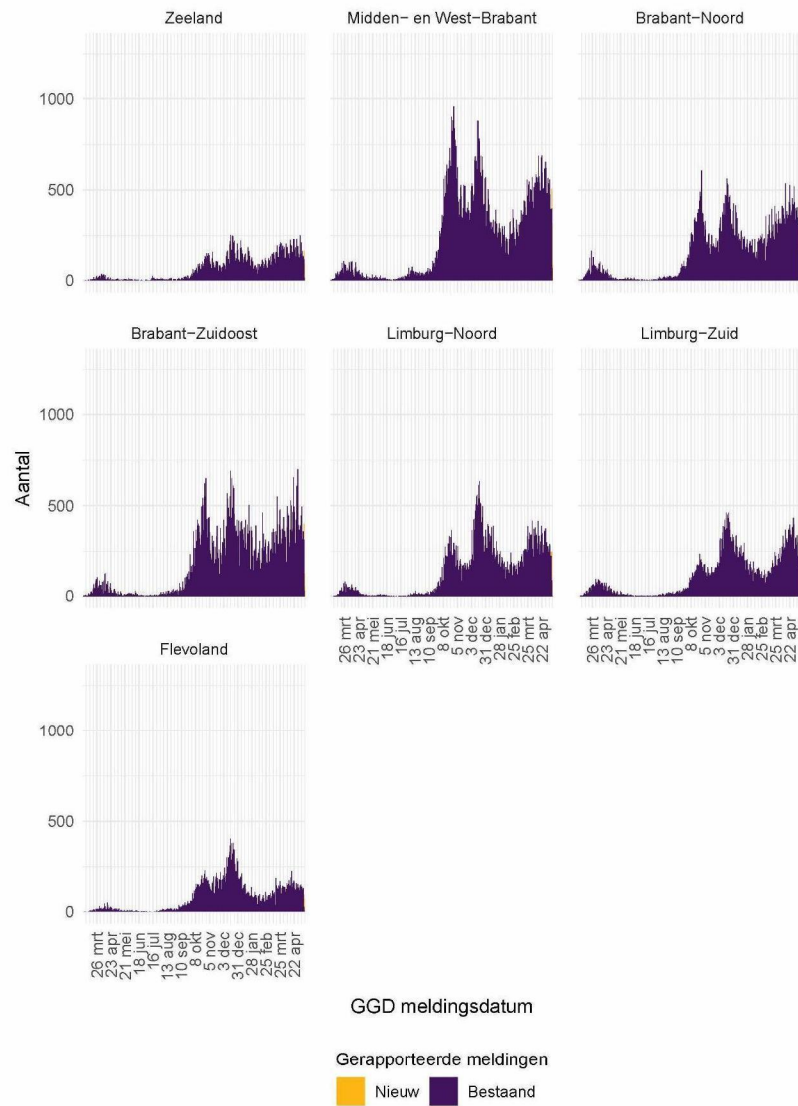 Zeeland
Midden− en West−Brabant
Brabant−Noord
1000
500
0
Brabant−Zuidoost
Limburg−Noord
Limburg−Zuid
Aantal
1000
500
0
26 mrt
23 apr
21 mei
18 jun
16 jul
13 aug
10 sep
8 okt
5 nov
3 dec
31 dec
28 jan
25 feb
25 mrt
22 apr
26 mrt
23 apr
21 mei
18 jun
16 jul
13 aug
10 sep
8 okt
5 nov
3 dec
31 dec
28 jan
25 feb
25 mrt
22 apr
Flevoland
1000
500
0
26 mrt
23 apr
21 mei
18 jun
16 jul
13 aug
10 sep
8 okt
5 nov
3 dec
31 dec
28 jan
25 feb
25 mrt
22 apr
GGD meldingsdatum
Gerapporteerde meldingen
Nieuw
Bestaand